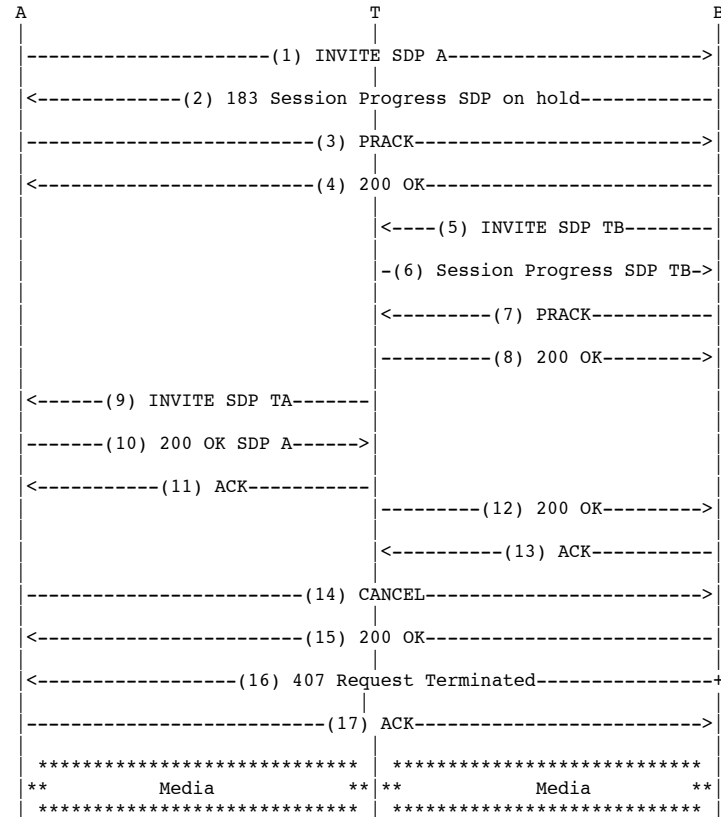 A T B
(1) INVITE SDP A
(2) 183 Session Progress SDP on hold
(3) PRACK
(4) 200 OK
(5) INVITE SDP TB
(6) Session Progress SDP TB
(7) PRACK
(8) 200 OK
(9) INVITE SDP TA
(10) 200 OK SDP A
(11) ACK
(12) 200 OK
(13) ACK
(14) CANCEL
(15) 200 OK
(16) 407 Request Terminated
(17) ACK
****************************** ****************************
** Media ** ** Media **
****************************** ****************************